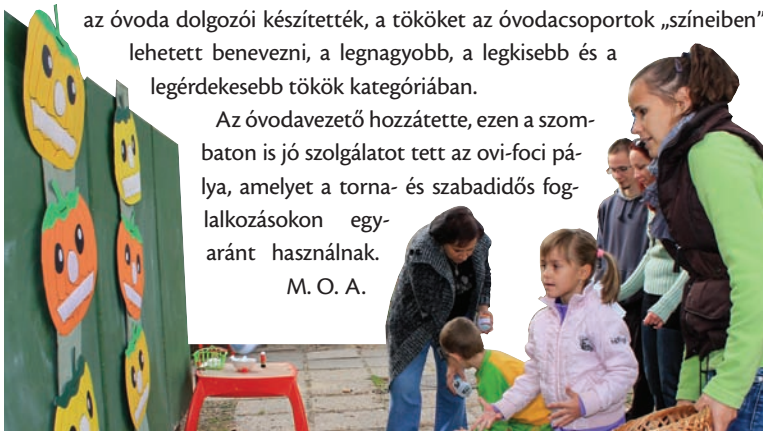 az óvoda dolgozói készítették, a tököket az óvodacsoportok „színeiben”
lehetett benevezni, a legnagyobb, a legkisebb és a
legérdekesebb tökök kategóriában.
Az óvodavezető hozzátette, ezen a szom-
baton is jó szolgálatot tett az ovi-foci pá-
lya, amelyet a torna- és szabadidős fog-
lalkozásokon egy-
aránt használnak.
M. O. A.